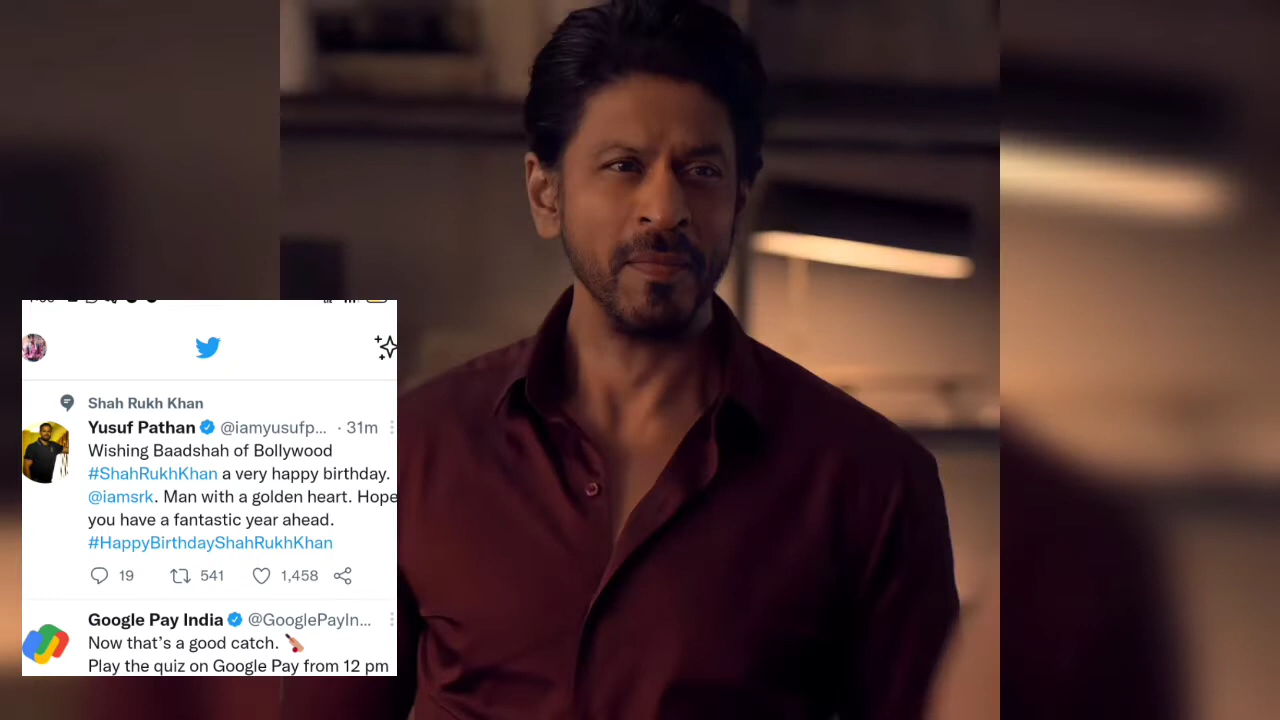 Shah Rukh Khan
Yusuf Pathan @iamyusufp... · 31m
Wishing Baadshah of Bollywood
#ShahRukhKhan a very happy birthday.
@iamsrk. Man with a golden heart. Hope
you have a fantastic year ahead.
#HappyBirthdayShahRukhKhan
19 541 1,458
Google Pay India @GooglePayIn...
Now that's a good catch.
Play the quiz on Google Pay from 12 pm